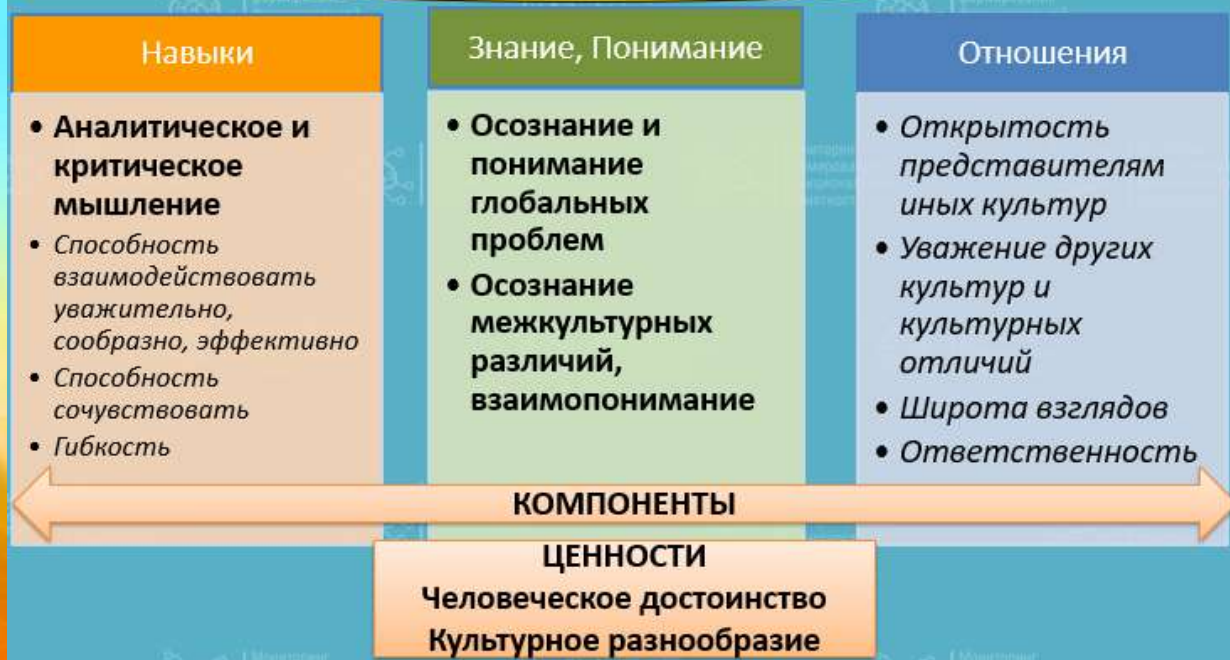 Навыки
• Аналитическое и
критическое
мышление
• Способность
взаимодействовать
уважительно,
сообразно, эффективно
• Способность
сочувствовать
• Гибкость
Знание, Понимание
• Осознание и
понимание
глобальных
проблем
• Осознание
межкультурных
различий,
взаимопонимание
Отношения
• Открытость
представителям
иных культур
• Уважение других
культур и
культурных
отличий
• Широта взглядов
• Ответственность
КОМПОНЕНТЫ
ЦЕННОСТИ
Человеческое достоинство
Культурное разнообразие